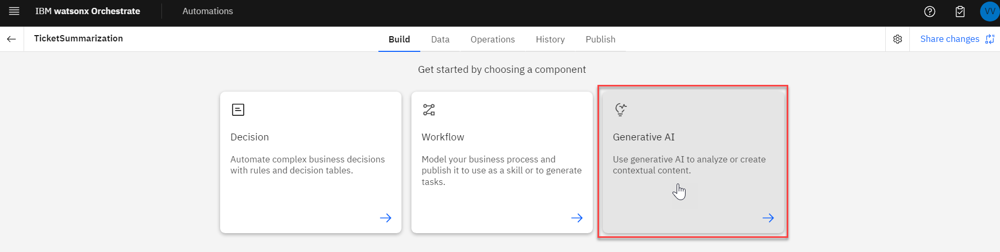 IBM watsonx Orchestrate Automations VV
TicketSummarization Build Data Operations History Publish Share changes
Get started by choosing a component
Decision
Automate complex business decisions
with rules and decision tables.
Workflow
Model your business process and
publish it to use as a skill or to generate
tasks.
Generative AI
Use generative AI to analyze or create
contextual content.